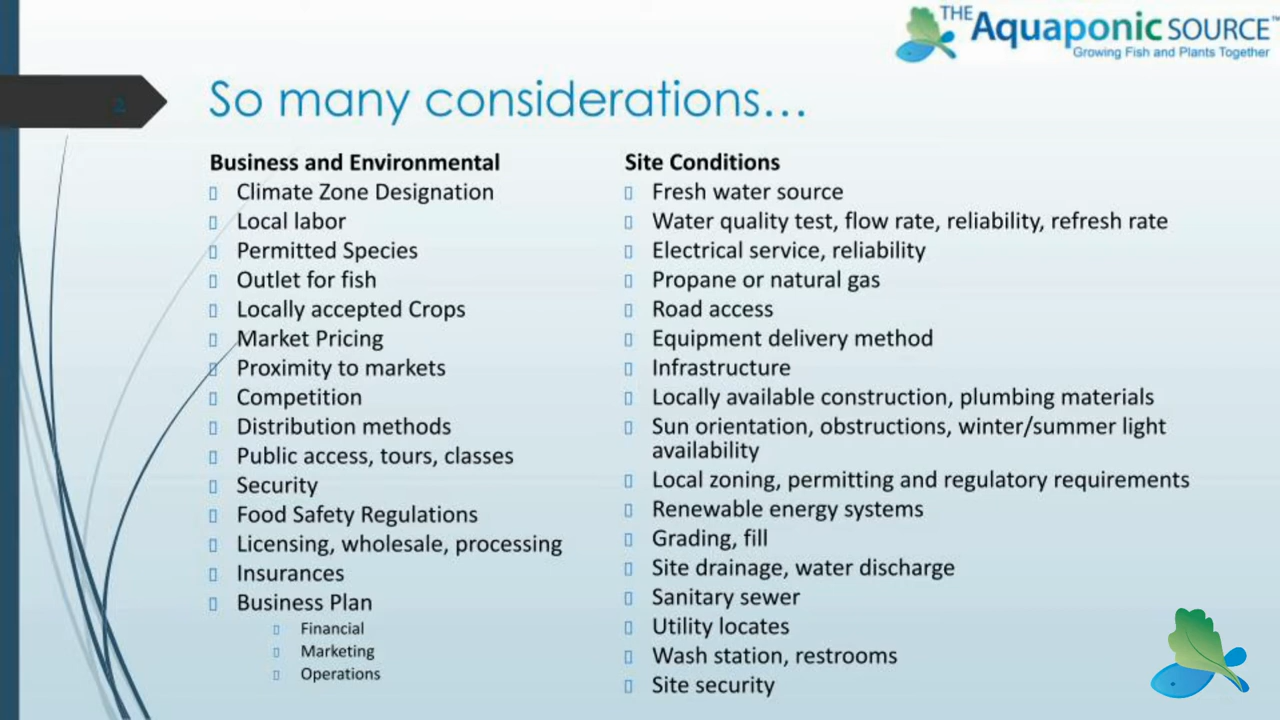 THE Aquaponic SOURCE™
Growing Fish and Plants Together
2
So many considerations...
Business and Environmental
Climate Zone Designation
Local labor
Permitted Species
Outlet for fish
Locally accepted Crops
Market Pricing
Proximity to markets
Competition
Distribution methods
Public access, tours, classes
Security
Food Safety Regulations
Licensing, wholesale, processing
Insurances
Business Plan
Financial
Marketing
Operations
Site Conditions
Fresh water source
Water quality test, flow rate, reliability, refresh rate
Electrical service, reliability
Propane or natural gas
Road access
Equipment delivery method
Infrastructure
Locally available construction, plumbing materials
Sun orientation, obstructions, winter/summer light
availability
Local zoning, permitting and regulatory requirements
Renewable energy systems
Grading, fill
Site drainage, water discharge
Sanitary sewer
Utility locates
Wash station, restrooms
Site security